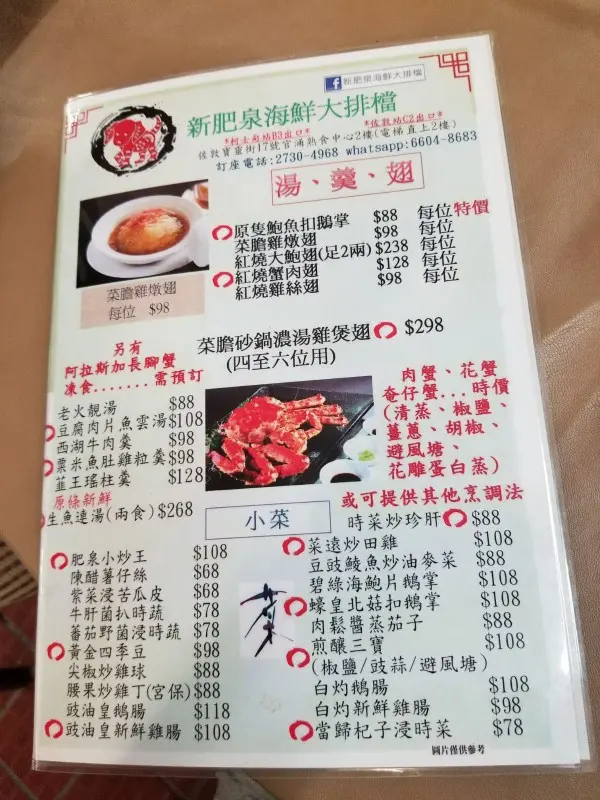 新肥泉海鮮大排檔
新肥泉海鮮大排檔
*柯士甸站B3出口* *佐敦站C2出口*
佐敦寶靈街17號官涌熟食中心2樓(電梯直上2樓)
訂座電話:2730-4968 whatsapp:6604-8683
湯、羹、翅
原隻鮑魚扣鵝掌 $88 每位特價
菜膽雞燉翅 $98 每位
紅燒大鮑翅(足2兩) $238 每位
紅燒蟹肉翅 $128 每位
紅燒雞絲翅 $98 每位
菜膽雞燉翅
每位 $98
菜膽砂鍋濃湯雞煲翅 $298
(四至六位用)
另有
阿拉斯加長腳蟹
凍食.......需預訂
老火靚湯 $88
豆腐肉片魚雲湯 $108
西湖牛肉羹 $98
粟米魚肚雞粒羹 $98
韮王瑤柱羹 $128
原條新鮮
生魚連湯(兩食) $268
肉蟹、花蟹
奄仔蟹...時價
(清蒸、椒鹽、
薑蔥、胡椒、
避風塘、
花雕蛋白蒸)
或可提供其他烹調法
小菜
肥泉小炒王 $108
陳醋薯仔絲 $68
紫菜浸苦瓜皮 $68
牛肝菌扒時蔬 $78
蕃茄野菌浸時蔬 $78
黃金四季豆 $98
尖椒炒雞球 $88
腰果炒雞丁(宮保) $88
豉油皇鵝腸 $118
豉油皇新鮮雞腸 $108
時菜炒珍肝 $88
菜遠炒田雞 $108
豆豉鯪魚炒油麥菜 $88
碧綠海鮑片鵝掌 $108
蠔皇北菇扣鵝掌 $108
肉鬆醬蒸茄子 $88
煎釀三寶 $108
(椒鹽/豉蒜/避風塘)
白灼鵝腸 $108
白灼新鮮雞腸 $98
當歸杞子浸時菜 $78
圖片僅供參考